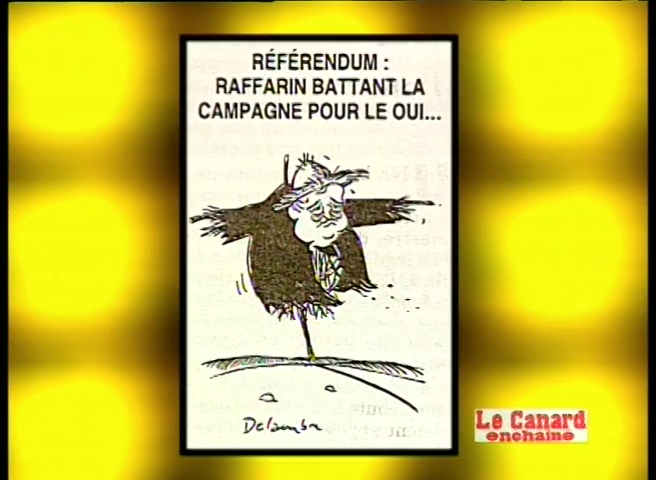 RÉFÉRENDUM :
RAFFARIN BATTANT LA
CAMPAGNE POUR LE OUI...
Delambre
Le Canard
enchaîné